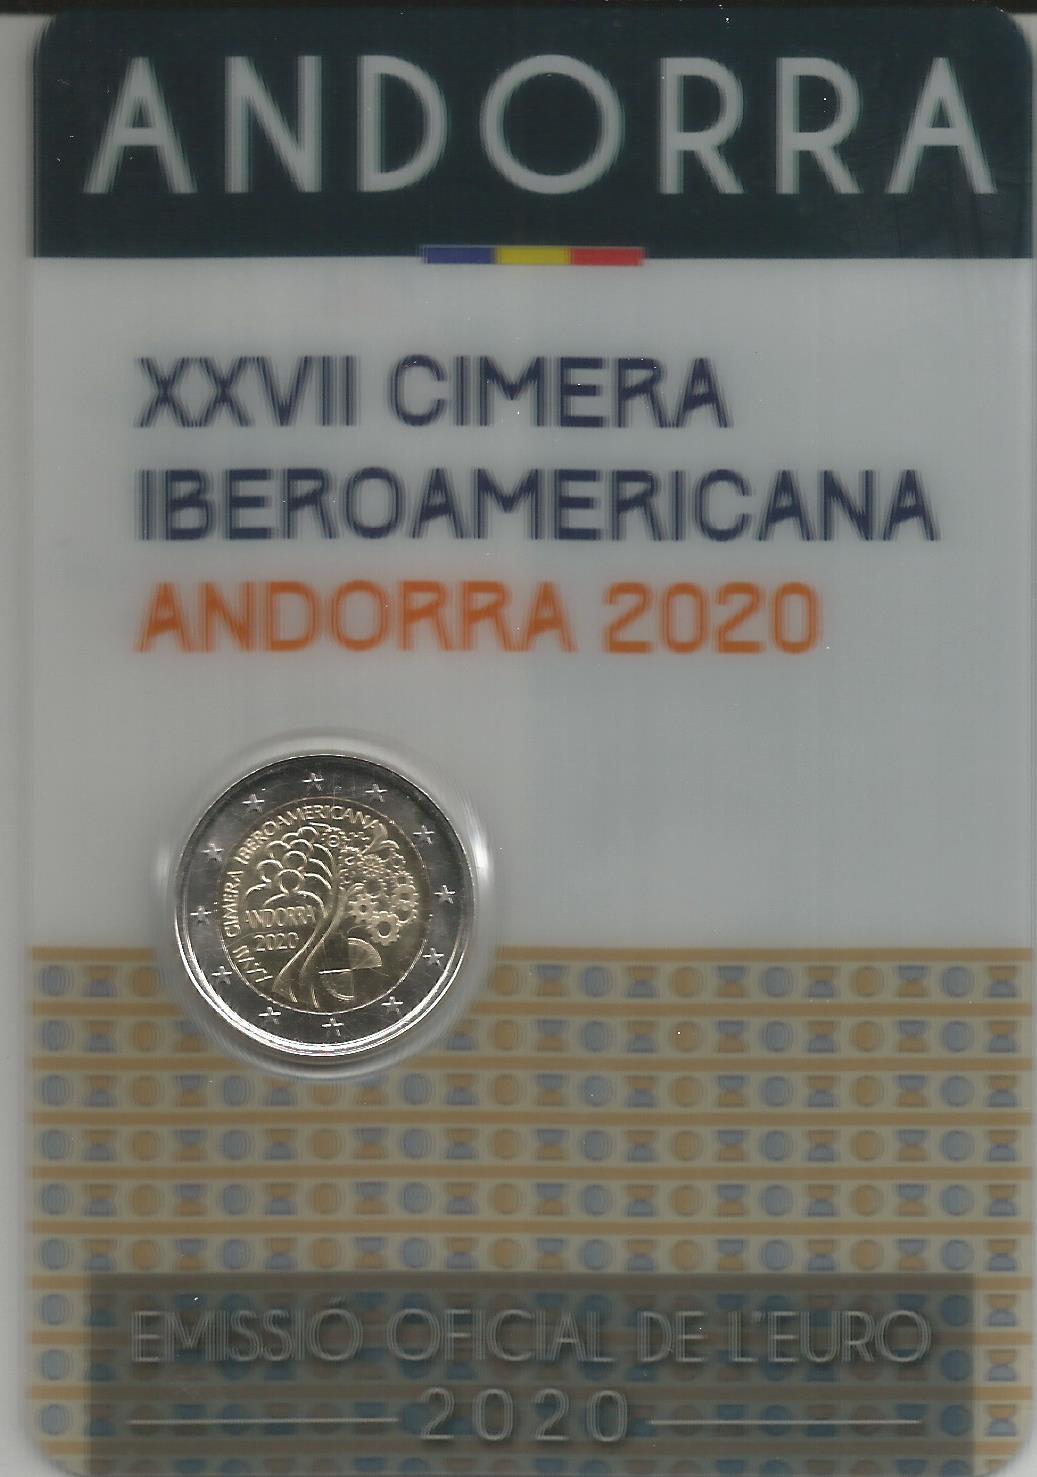 ANDORRA
XXVII CIMERA
IBEROAMERICANA
ANDORRA 2020
XXVII CIMERA IBEROAMERICANA
ANDORRA
2020
EMISSIÓ OFICIAL DE L'EURO
2020